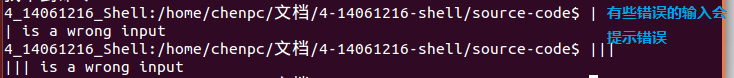 4_14061216_Shell:/home/chenpc/文档/4-14061216-shell/source-code$ | 有些错误的输入会
| is a wrong input 提示错误
4_14061216_Shell:/home/chenpc/文档/4-14061216-shell/source-code$ |||
||| is a wrong input